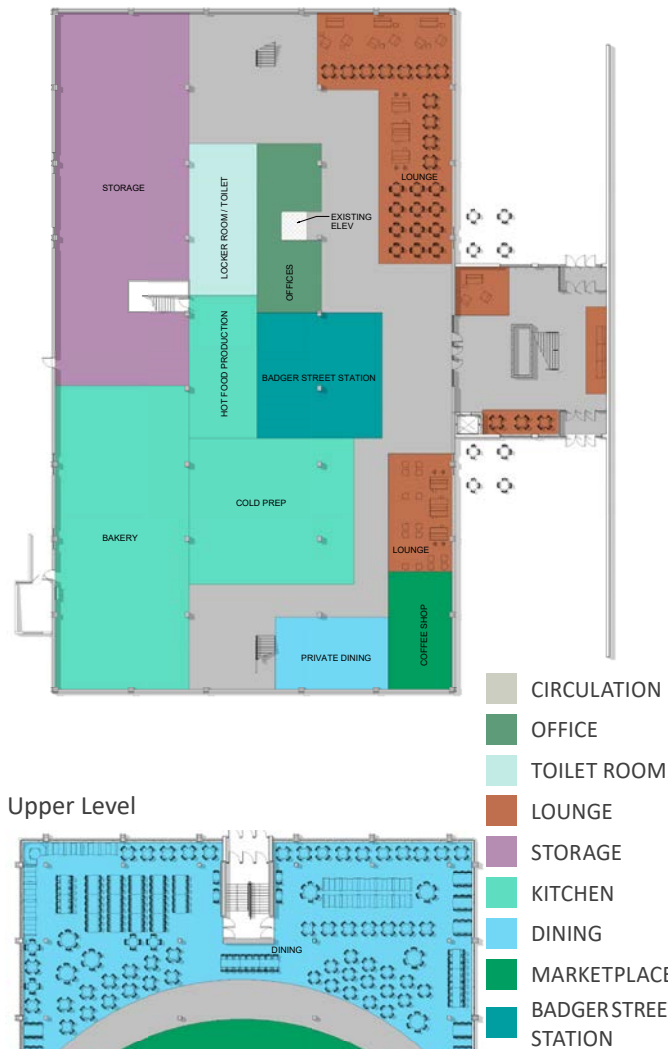 STORAGE
LOCKER ROOM / TOILET
OFFICES
EXISTING
ELEV
LOUNGE
HOT FOOD PRODUCTION
BADGER STREET STATION
COLD PREP
BAKERY
LOUNGE
COFFEE SHOP
PRIVATE DINING
CIRCULATION
OFFICE
TOILET ROOM
LOUNGE
STORAGE
KITCHEN
DINING
MARKETPLACE
BADGER STREE
STATION
Upper Level
DINING